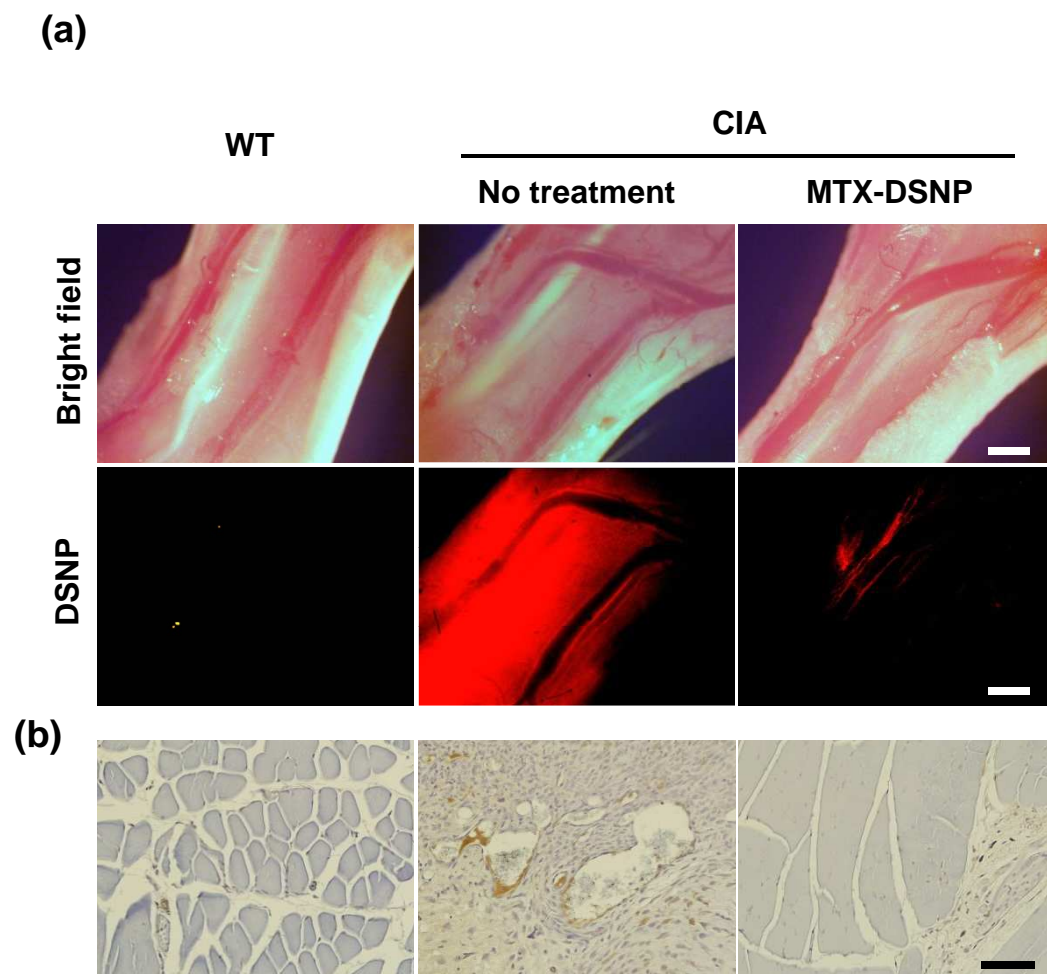 (a)
CIA
WT
No treatment
MTX-DSNP
Bright field
DSNP
(b)